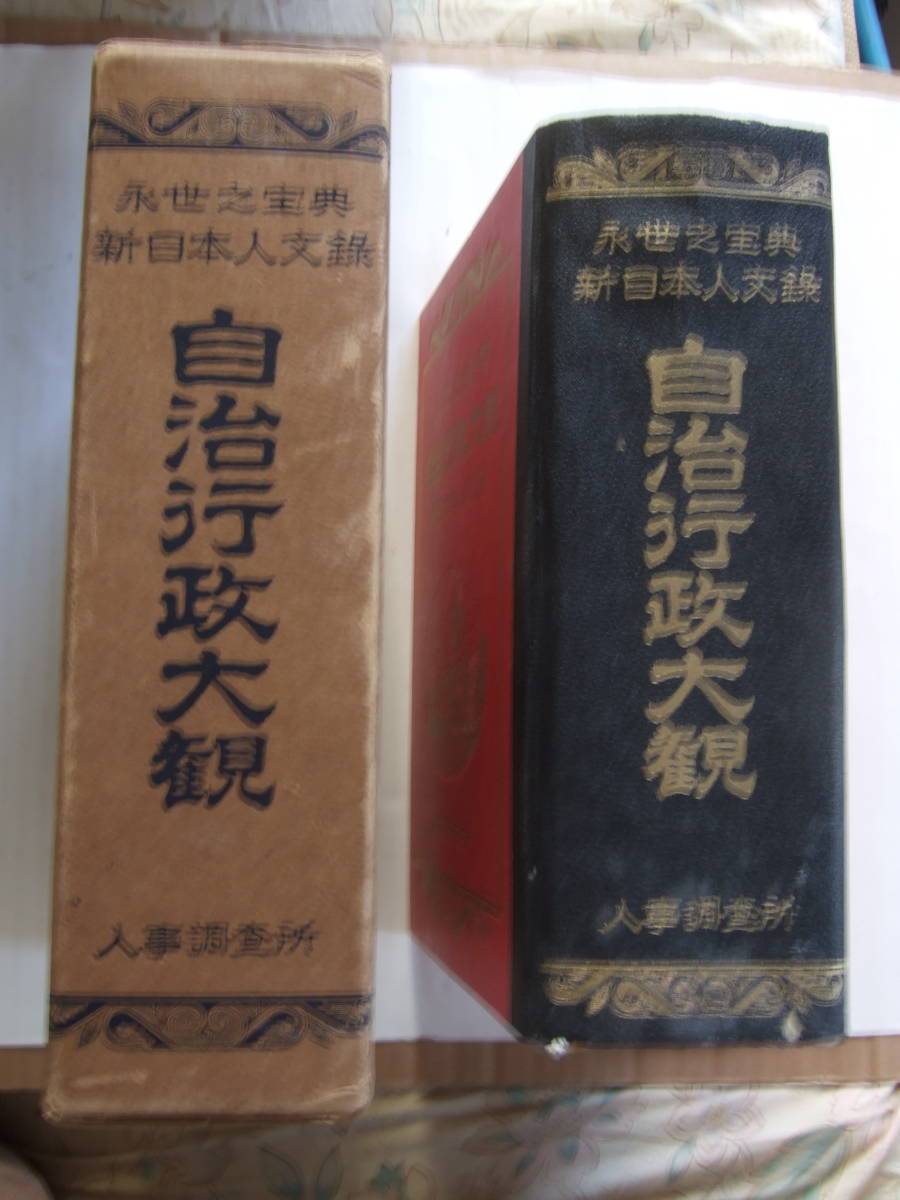 永世之宝典
新日本人文錄
自治行政大観
人事調査所
永世之宝典
新日本人文錄
自治行政大観
人事調査所